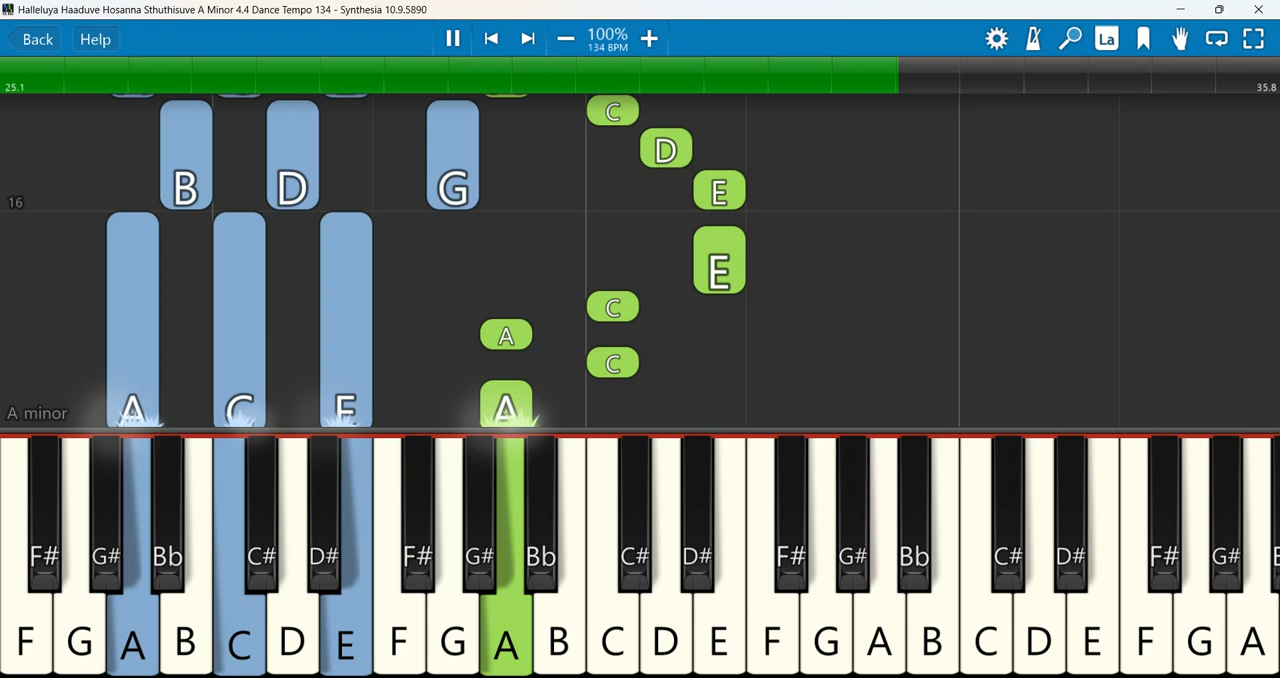 Halleluya Haaduve Hosanna Sthuthisuve A Minor 4.4 Dance Tempo 134 - Synthesia 10.9.5890
Back Help 100% La
134 BPM
25.1 35.8
C
D
B D G E
16
E
C
A
C
A minor A C E A
F# G# Bb C# D# F# G# Bb C# D# F# G# Bb C# D# F# G#
F G A B C D E F G A B C D E F G A B C D E F G A